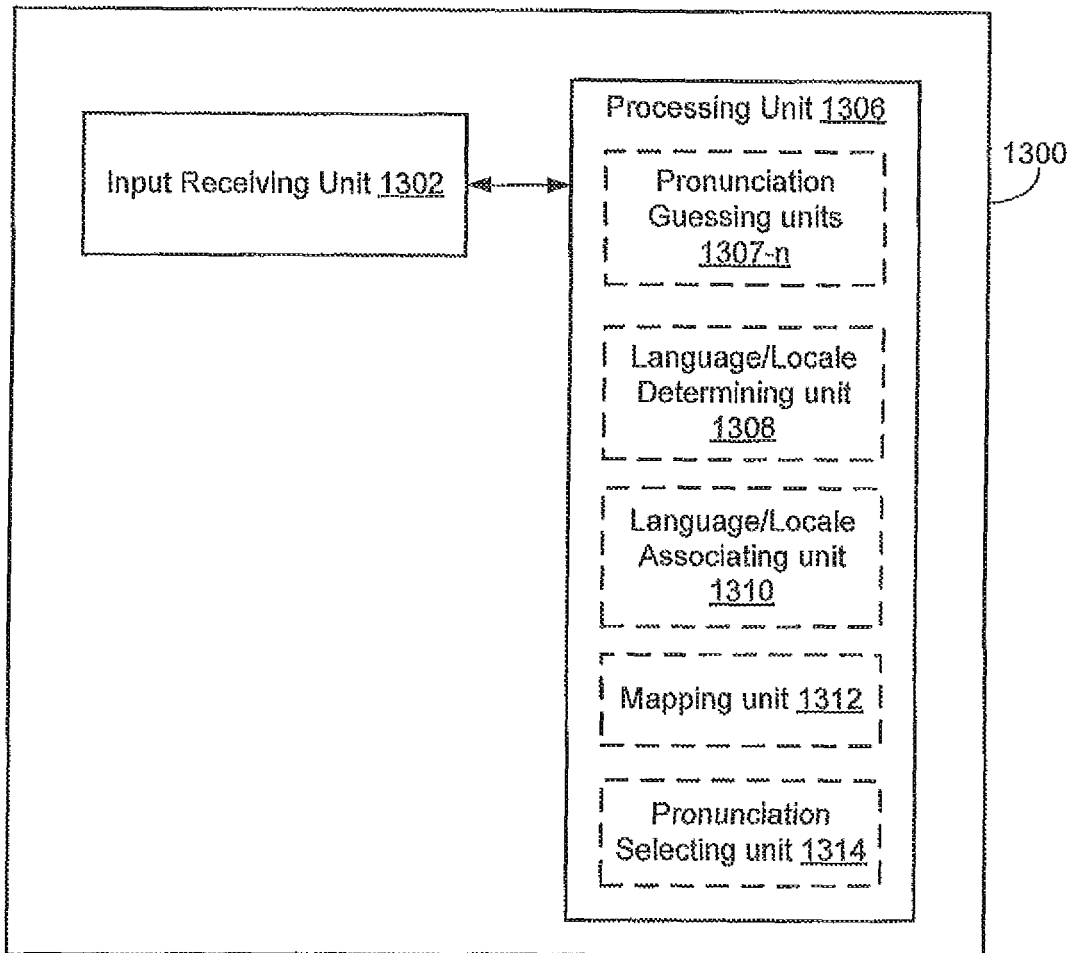 Processing Unit 1306
1300
Input Receiving Unit 1302
Pronunciation
Guessing units
1307-n
Language/Locale
Determining unit
1308
Language/Locale
Associating unit
1310
Mapping unit 1312
Pronunciation
Selecting unit 1314